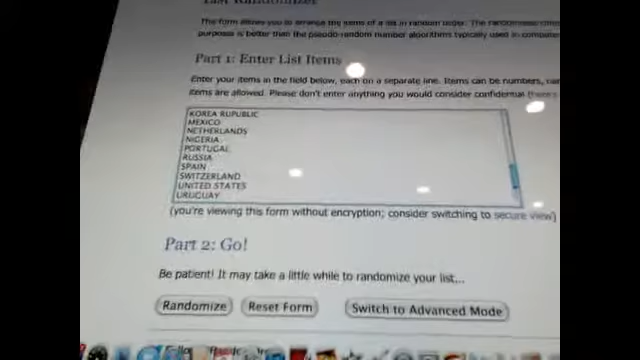 List Randomizer
This form allows you to arrange the items of a list in random order. The randomness
purpose is better than the pseudo-random number algorithms typically used in
Part 1: Enter List Items
Enter your items in the field below, each on a separate line. Items can be numbers,
items are allowed. Please don't enter anything you would consider confidential
KOREA RUPUBLIC
MEXICO
NETHERLANDS
NIGERIA
PORTUGAL
RUSSIA
SPAIN
SWITZERLAND
UNITED STATES
URUGUAY
(you're viewing this form without encryption; consider switching to secure view)
Part 2: Go!
Be patient! It may take a little while to randomize your list...
Randomize Reset Form Switch to Advanced Mode